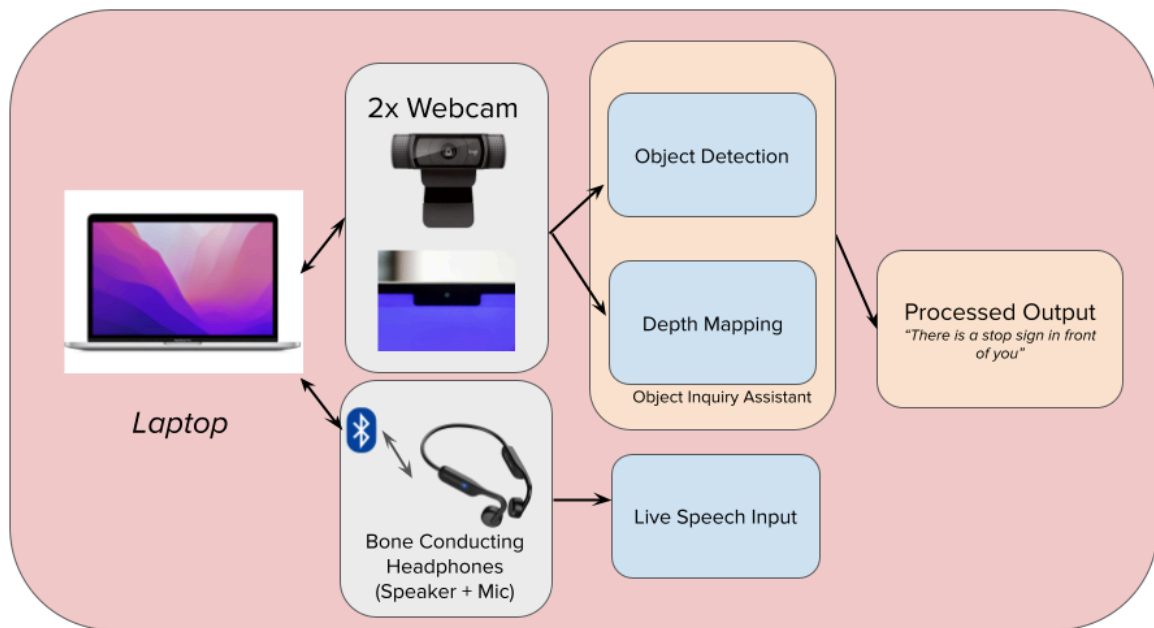 2x Webcam
Laptop
Bone Conducting
Headphones
(Speaker + Mic)
Object Detection
Depth Mapping
Object Inquiry Assistant
Live Speech Input
Processed Output
“There is a stop sign in front
of you”